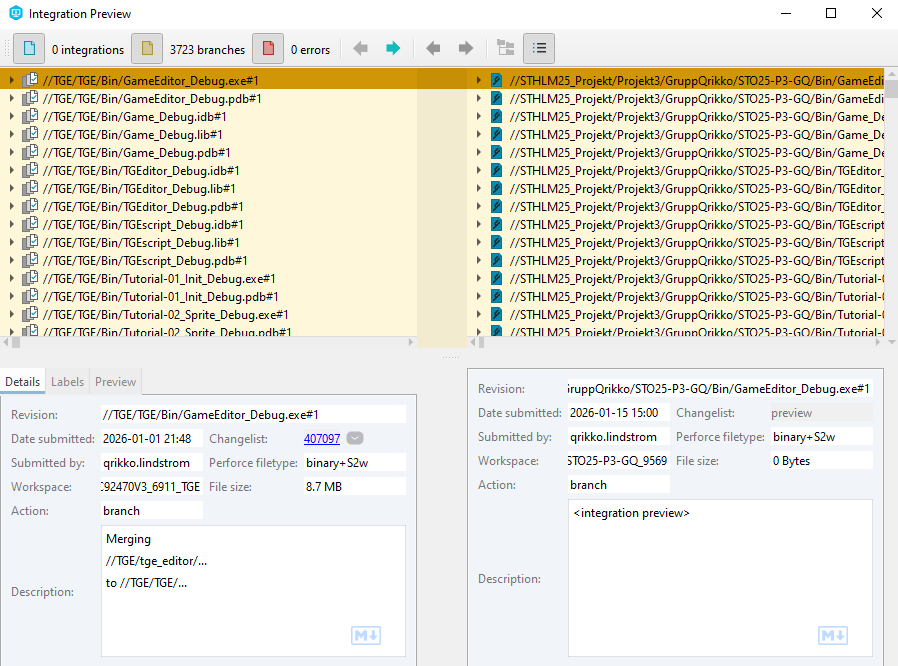 Integration Preview
0 integrations 3723 branches 0 errors
//TGE/TGE/Bin/GameEditor_Debug.exe#1
//TGE/TGE/Bin/GameEditor_Debug.pdb#1
//TGE/TGE/Bin/Game_Debug.idb#1
//TGE/TGE/Bin/Game_Debug.lib#1
//TGE/TGE/Bin/Game_Debug.pdb#1
//TGE/TGE/Bin/TGEditor_Debug.idb#1
//TGE/TGE/Bin/TGEditor_Debug.lib#1
//TGE/TGE/Bin/TGEditor_Debug.pdb#1
//TGE/TGE/Bin/TGEscript_Debug.idb#1
//TGE/TGE/Bin/TGEscript_Debug.lib#1
//TGE/TGE/Bin/TGEscript_Debug.pdb#1
//TGE/TGE/Bin/Tutorial-01_Init_Debug.exe#1
//TGE/TGE/Bin/Tutorial-01_Init_Debug.pdb#1
//TGE/TGE/Bin/Tutorial-02_Sprite_Debug.exe#1
//TGE/TGE/Bin/Tutorial-02_Sprite_Debug.pdb#1
//STHLM25_Projekt/Projekt3/GruppQrikko/STO25-P3-GQ/Bin/GameEdi
//STHLM25_Projekt/Projekt3/GruppQrikko/STO25-P3-GQ/Bin/GameEdi
//STHLM25_Projekt/Projekt3/GruppQrikko/STO25-P3-GQ/Bin/Game_De
//STHLM25_Projekt/Projekt3/GruppQrikko/STO25-P3-GQ/Bin/Game_De
//STHLM25_Projekt/Projekt3/GruppQrikko/STO25-P3-GQ/Bin/Game_De
//STHLM25_Projekt/Projekt3/GruppQrikko/STO25-P3-GQ/Bin/TGEditor_
//STHLM25_Projekt/Projekt3/GruppQrikko/STO25-P3-GQ/Bin/TGEditor_
//STHLM25_Projekt/Projekt3/GruppQrikko/STO25-P3-GQ/Bin/TGEditor_
//STHLM25_Projekt/Projekt3/GruppQrikko/STO25-P3-GQ/Bin/TGEscript
//STHLM25_Projekt/Projekt3/GruppQrikko/STO25-P3-GQ/Bin/TGEscript
//STHLM25_Projekt/Projekt3/GruppQrikko/STO25-P3-GQ/Bin/TGEscript
//STHLM25_Projekt/Projekt3/GruppQrikko/STO25-P3-GQ/Bin/Tutorial-0
//STHLM25_Projekt/Projekt3/GruppQrikko/STO25-P3-GQ/Bin/Tutorial-0
//STHLM25_Projekt/Projekt3/GruppQrikko/STO25-P3-GQ/Bin/Tutorial-0
//STHLM25_Projekt/Projekt3/GruppQrikko/STO25-P3-GQ/Bin/Tutorial-0
Details Labels Preview
Revision: //TGE/TGE/Bin/GameEditor_Debug.exe#1
Date submitted: 2026-01-01 21:48 Changelist: 407097
Submitted by: qrikko.lindstrom Perforce filetype: binary+S2w
Workspace: C92470V3_6911_TGE File size: 8.7 MB
Action: branch
Description: Merging
//TGE/tge_editor/...
to //TGE/TGE/...
M
Revision: GruppQrikko/STO25-P3-GQ/Bin/GameEditor_Debug.exe#1
Date submitted: 2026-01-15 15:00 Changelist: preview
Submitted by: qrikko.lindstrom Perforce filetype: binary+S2w
Workspace: STO25-P3-GQ_9569 File size: 0 Bytes
Action: branch
Description: <integration preview>
M